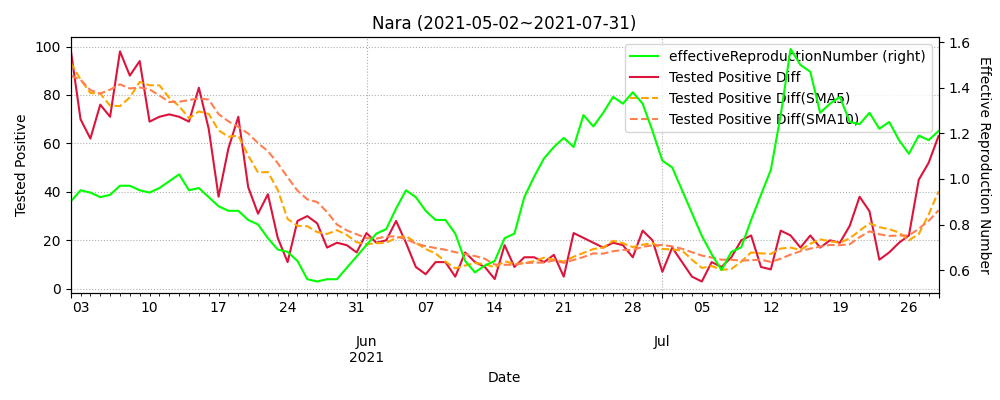 Nara (2021-05-02~2021-07-31)
effectiveReproductionNumber (right)
Tested Positive Diff
Tested Positive Diff(SMA5)
Tested Positive Diff(SMA10)
Tested Positive
100
80
60
40
20
0
1.6
1.4
1.2
1.0
0.8
0.6
Effective Reproduction Number
03 10 17 24 31 07 14 21 28 05 12 19 26
Jun Jul
2021
Date